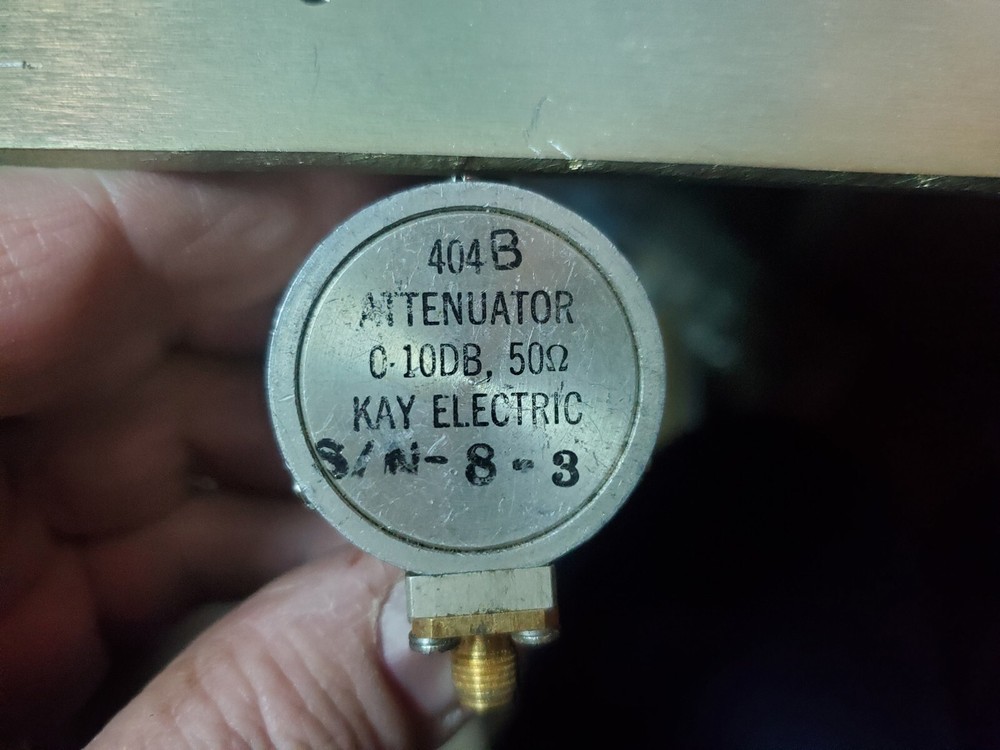 404B
ATTENUATOR
0-10DB, 50Ω
KAY ELECTRIC
S/N-8-3